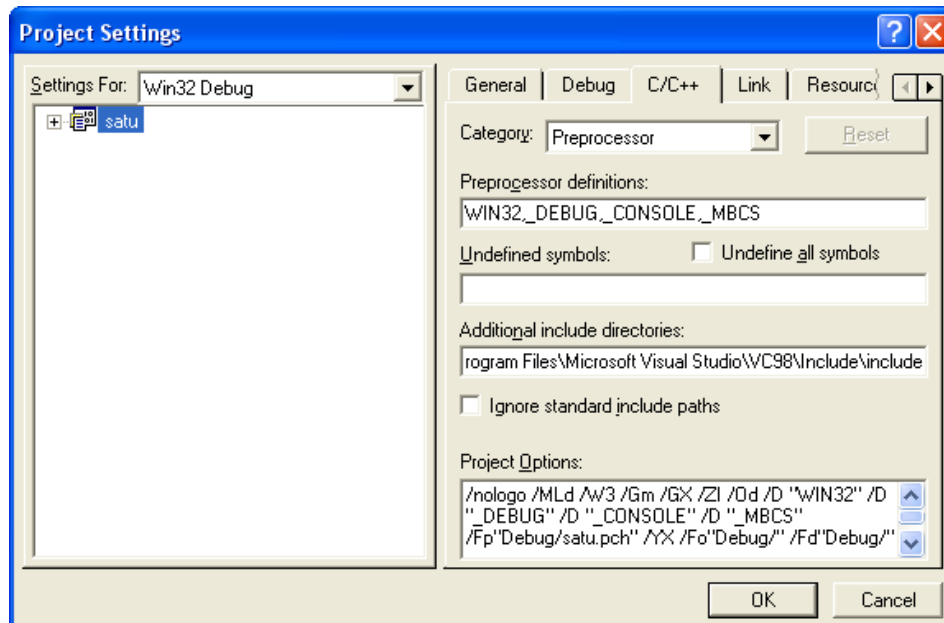 Project Settings
Settings For: Win32 Debug
satu
General Debug C/C++ Link Resourc
Category: Preprocessor Reset
Preprocessor definitions:
WIN32,_DEBUG,_CONSOLE,_MBCS
Undefined symbols: Undefine all symbols
Additional include directories:
rogram Files\Microsoft Visual Studio\VC98\Include\include
Ignore standard include paths
Project Options:
/nologo /MLd /W3 /Gm /GX /ZI /Od /D "WIN32" /D
"_DEBUG" /D "_CONSOLE" /D "_MBCS"
/Fp"Debug/satu.pch" /YX /Fo"Debug/" /Fd"Debug/"
OK Cancel